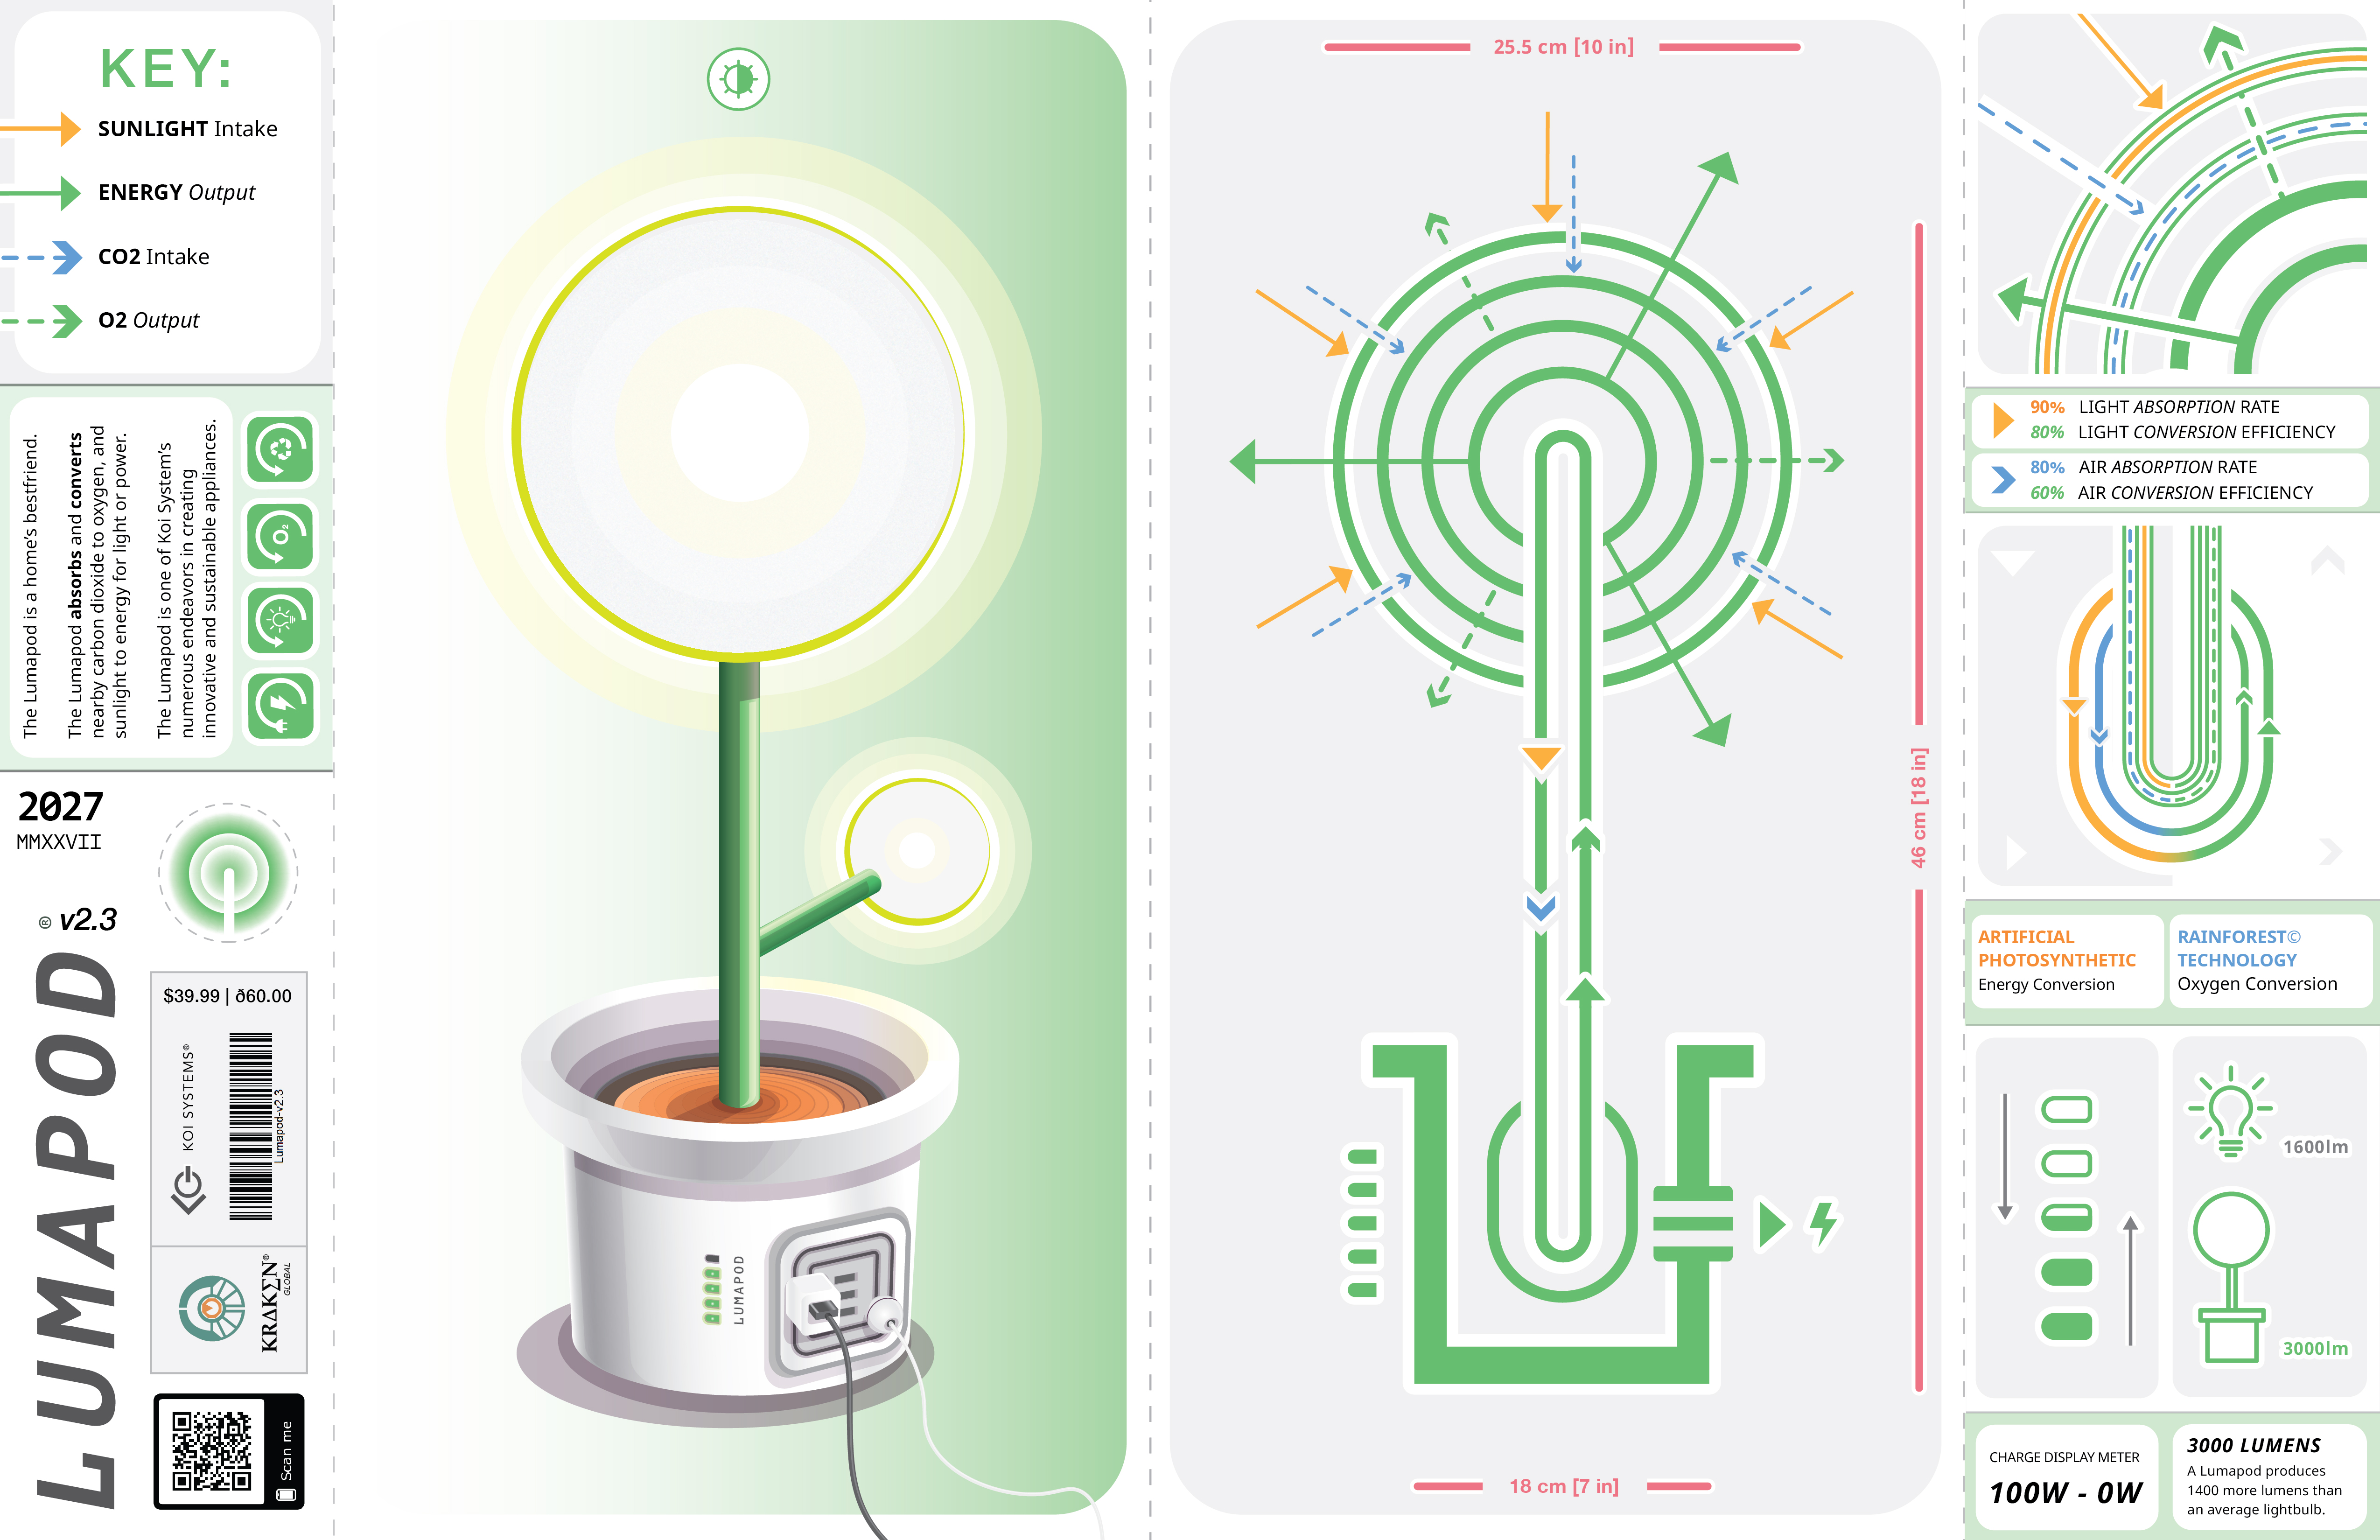 KEY:
SUNLIGHT Intake
ENERGY Output
CO2 Intake
O2 Output
The Lumapod is a home's bestfriend.
The Lumapod absorbs and converts
nearby carbon dioxide to oxygen, and
sunlight to energy for light or power.
The Lumapod is one of Koi System's
numerous endeavors in creating
innovative and sustainable appliances.
O₂
2027
MMXXVII
LUMAPOD ® v2.3
$39.99 | ð60.00
KOI SYSTEMS®
Lumapod-v2.3
KRΔKΣN®
GLOBAL
Scan me
LUMAPOD
25.5 cm [10 in]
46 cm [18 in]
18 cm [7 in]
90% LIGHT ABSORPTION RATE
80% LIGHT CONVERSION EFFICIENCY
80% AIR ABSORPTION RATE
60% AIR CONVERSION EFFICIENCY
ARTIFICIAL
PHOTOSYNTHETIC
Energy Conversion
RAINFOREST©
TECHNOLOGY
Oxygen Conversion
1600lm
3000lm
CHARGE DISPLAY METER
100W - 0W
3000 LUMENS
A Lumapod produces
1400 more lumens than
an average lightbulb.